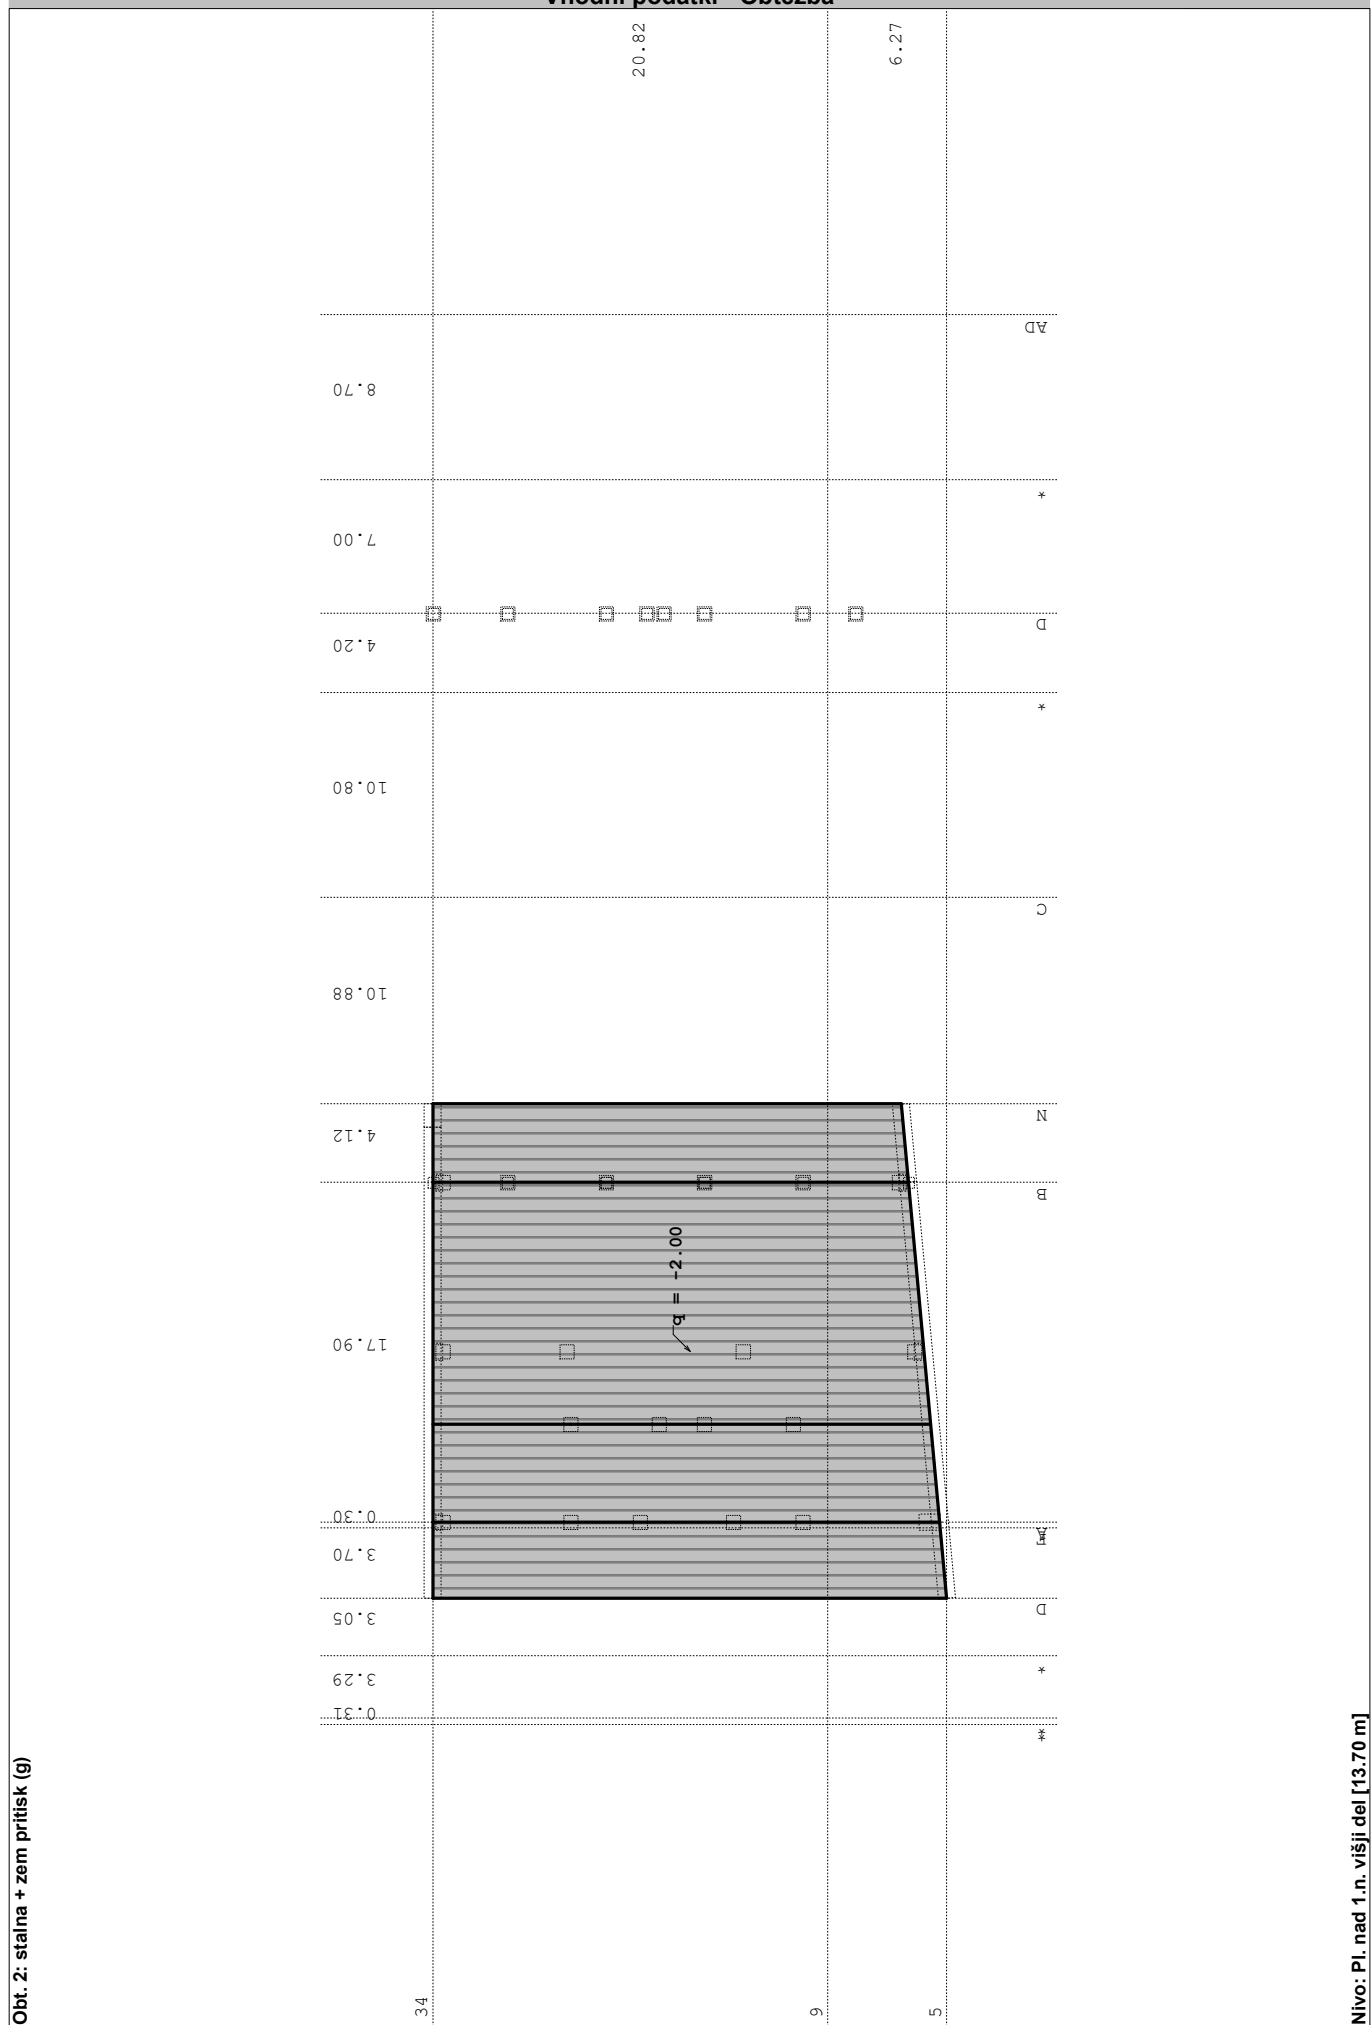 Vhodni podatki - Obtežba
20.82
6.27
AD
8.70
*
7.00
D
4.20
*
10.80
C
10.88
N
4.12
B
q = -2.00
17.90
0.30
A
3.70
D
3.05
*
3.29
0.31
*
34
9
5
Obt. 2: stalna + zem pritisk (g)
Nivo: Pl. nad 1.n. višji del [13.70 m]